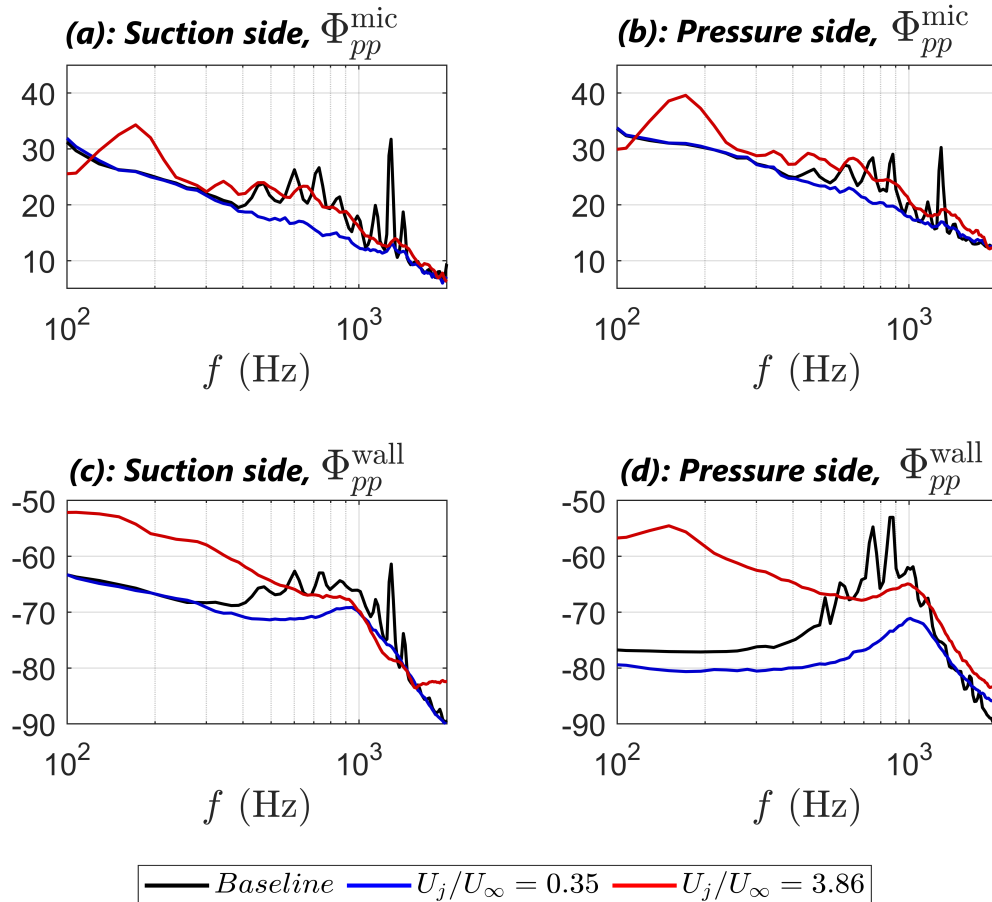 (a): Suction side, Φ_pp^mic
(b): Pressure side, Φ_pp^mic
40
30
20
10
10^2
10^3
f (Hz)
40
30
20
10
10^2
10^3
f (Hz)
(c): Suction side, Φ_pp^wall
(d): Pressure side, Φ_pp^wall
-50
-60
-70
-80
-90
10^2
10^3
f (Hz)
-50
-60
-70
-80
-90
10^2
10^3
f (Hz)
Baseline U_j/U_∞ = 0.35 U_j/U_∞ = 3.86